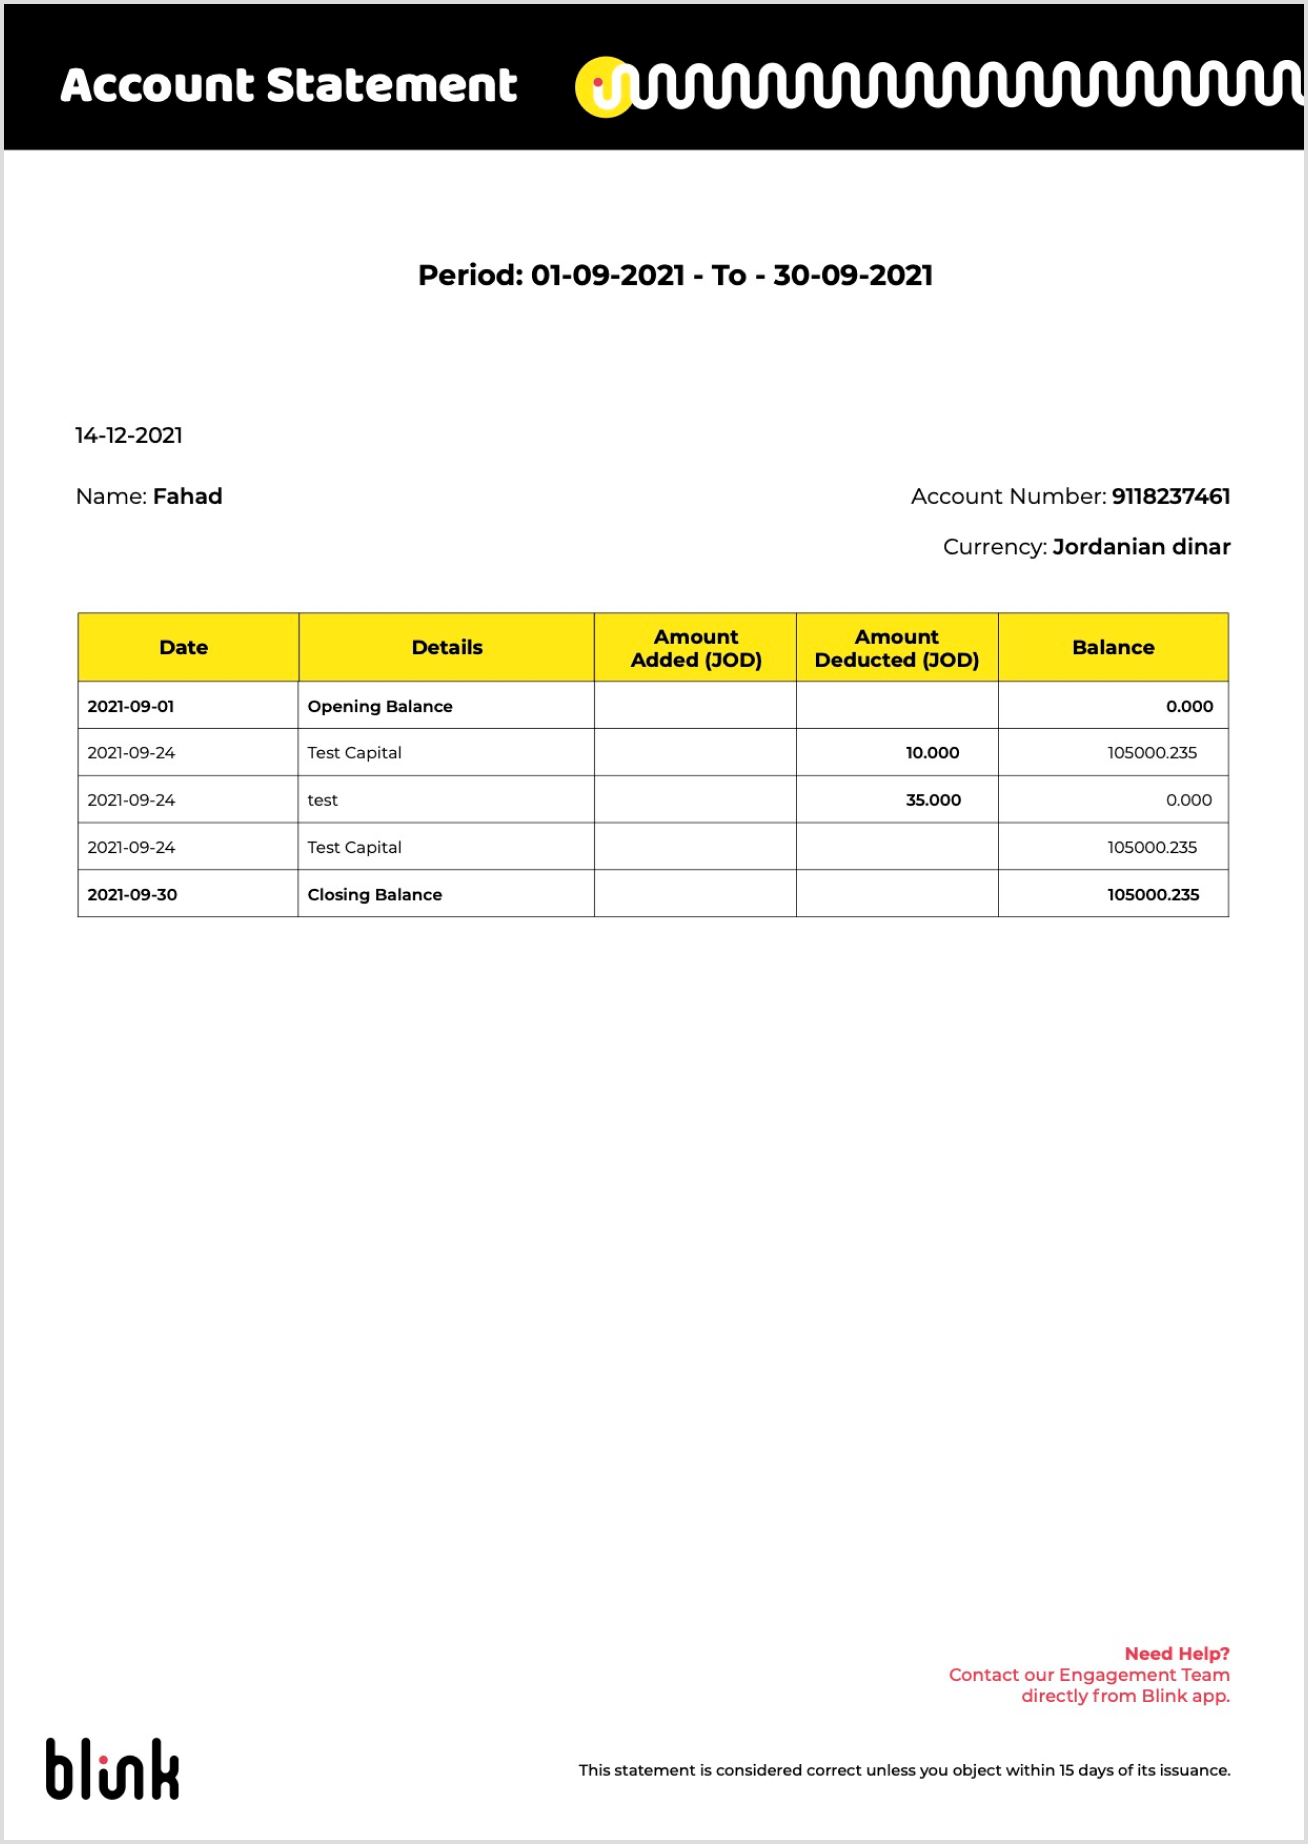 Account Statement
Period: 01-09-2021 - To - 30-09-2021
14-12-2021
Name: Fahad
Account Number: 9118237461
Currency: Jordanian dinar
Date Details Amount Added (JOD) Amount Deducted (JOD) Balance
2021-09-01 Opening Balance 0.000
2021-09-24 Test Capital 10.000 105000.235
2021-09-24 test 35.000 0.000
2021-09-24 Test Capital 105000.235
2021-09-30 Closing Balance 105000.235
Need Help?
Contact our Engagement Team
directly from Blink app.
blink
This statement is considered correct unless you object within 15 days of its issuance.